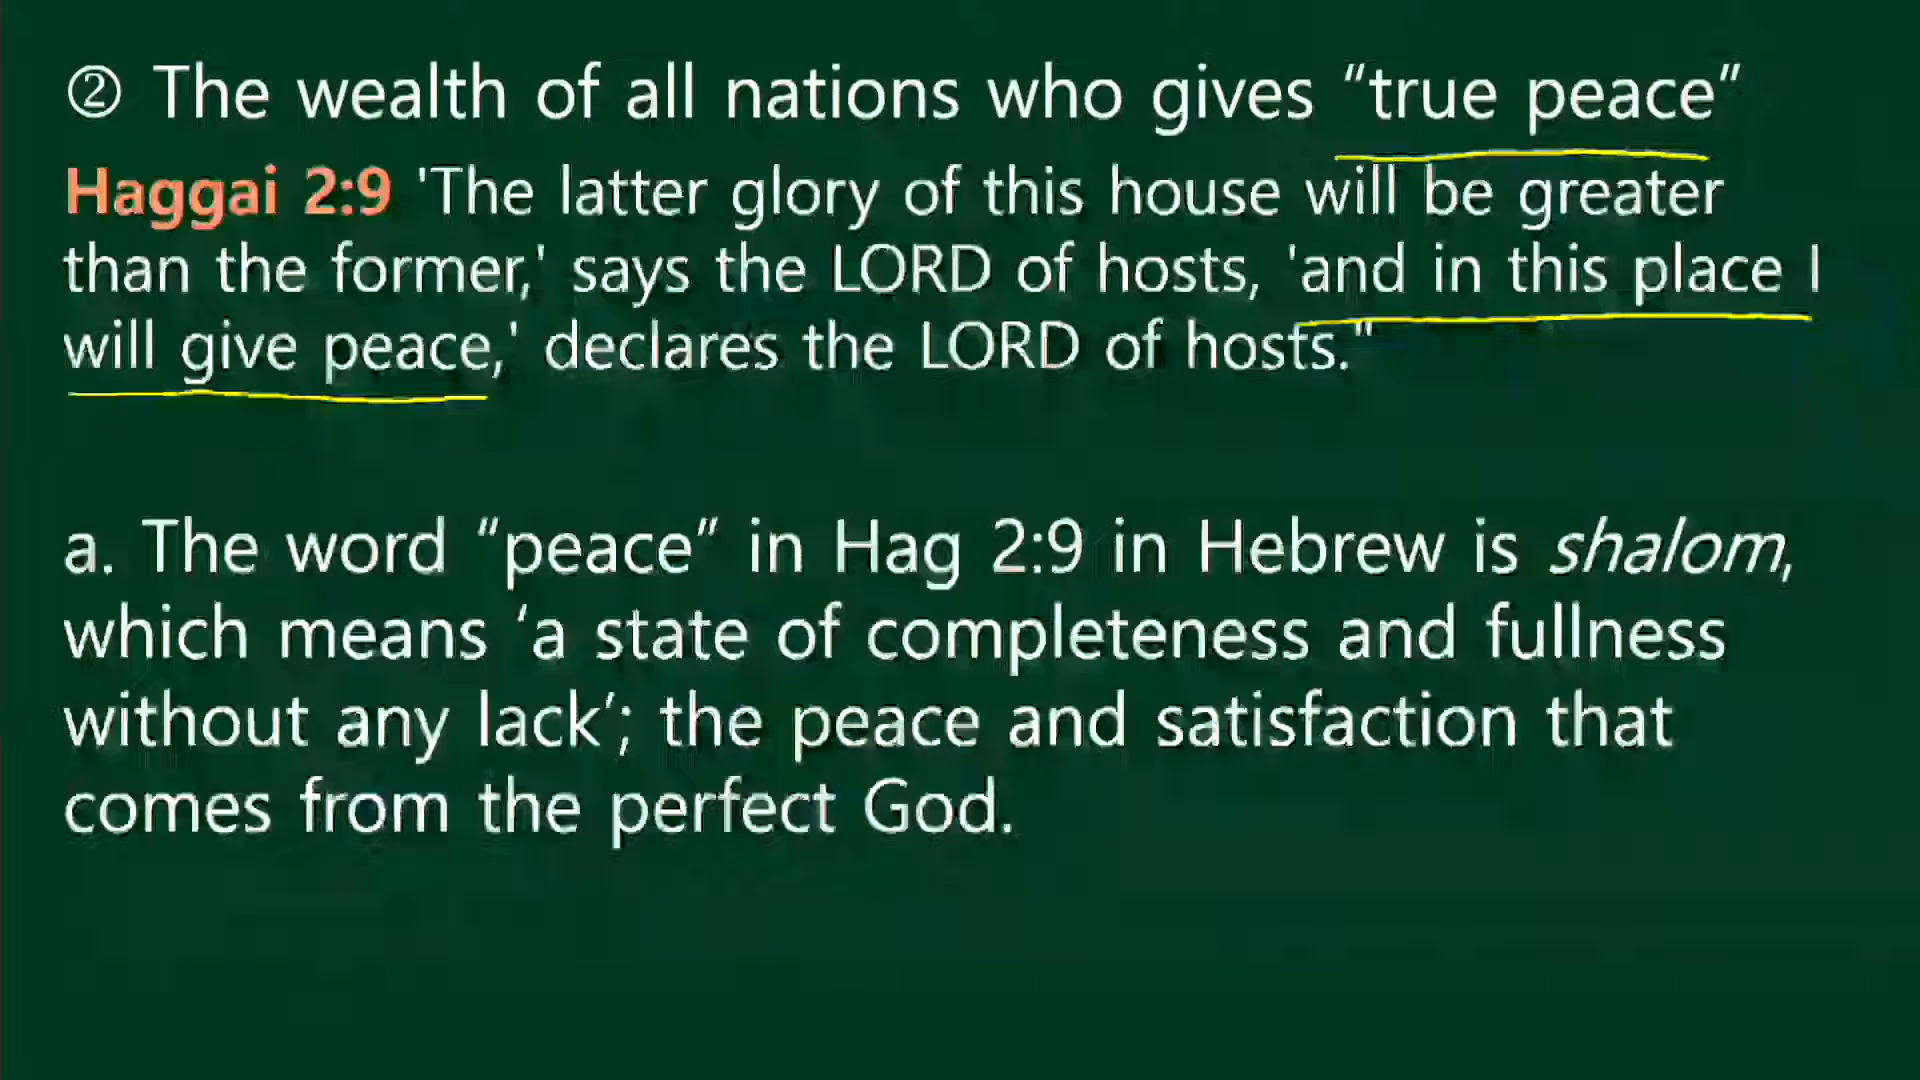 ② The wealth of all nations who gives “true peace”
Haggai 2:9 'The latter glory of this house will be greater
than the former,' says the LORD of hosts, 'and in this place I
will give peace,' declares the LORD of hosts."
a. The word “peace” in Hag 2:9 in Hebrew is shalom,
which means ‘a state of completeness and fullness
without any lack’; the peace and satisfaction that
comes from the perfect God.